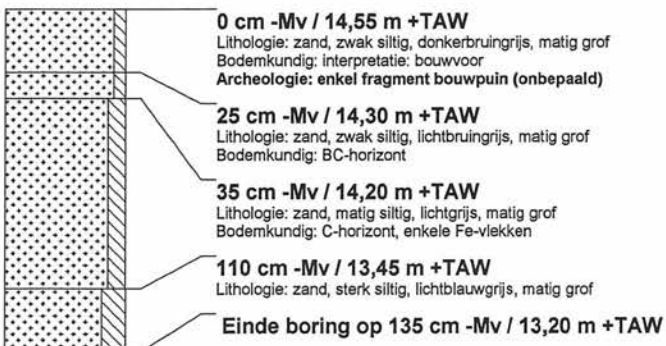 0 cm -Mv / 14,55 m +TAW
Lithologie: zand, zwak siltig, donkerbruingrijs, matig grof
Bodemkundig: interpretatie: bouwvoor
Archeologie: enkel fragment bouwpuin (onbepaald)
25 cm -Mv / 14,30 m +TAW
Lithologie: zand, zwak siltig, lichtbruingrijs, matig grof
Bodemkundig: BC-horizont
35 cm -Mv / 14,20 m +TAW
Lithologie: zand, matig siltig, lichtgrijs, matig grof
Bodemkundig: C-horizont, enkele Fe-vlekken
110 cm -Mv / 13,45 m +TAW
Lithologie: zand, sterk siltig, lichtblauwgrijs, matig grof
Einde boring op 135 cm -Mv / 13,20 m +TAW